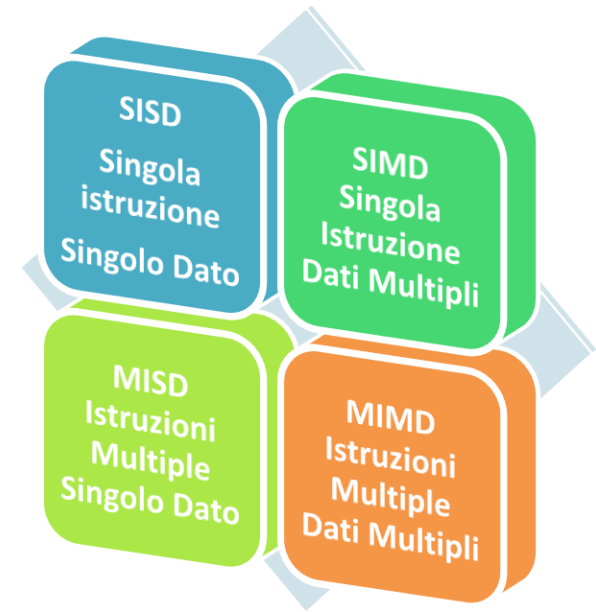 SISD
Singola
istruzione
Singolo Dato
SIMD
Singola
Istruzione
Dati Multipli
MISD
Istruzioni
Multiple
Singolo Dato
MIMD
Istruzioni
Multiple
Dati Multipli